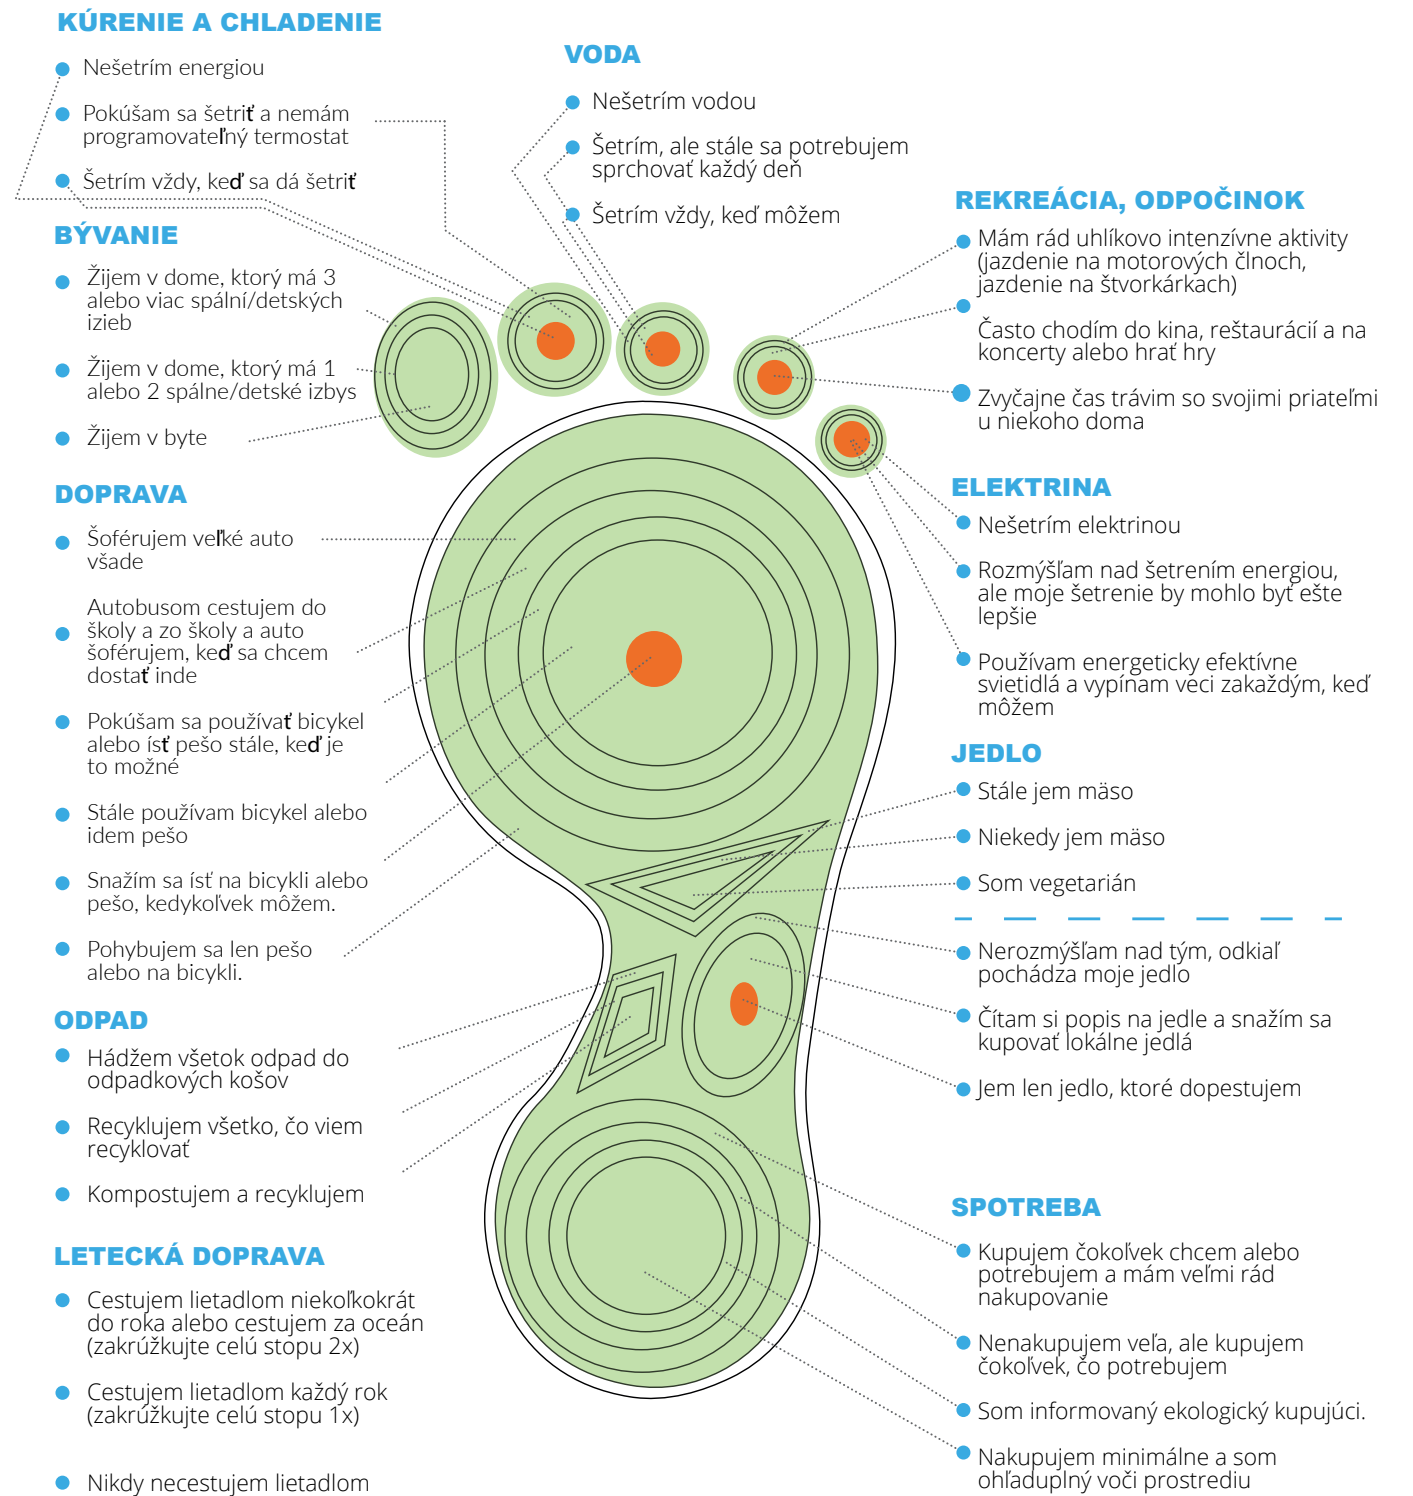 KÚRENIE A CHLADENIE
Nešetrím energiou
Pokúšam sa šetriť a nemám
programovateľný termostat
Šetrím vždy, keď sa dá šetriť
BÝVANIE
Žijem v dome, ktorý má 3
alebo viac spální/detských
izieb
Žijem v dome, ktorý má 1
alebo 2 spálne/detské izbys
Žijem v byte
DOPRAVA
Šoférujem veľké auto
všade
Autobusom cestujem do
školy a zo školy a auto
šoférujem, keď sa chcem
dostať inde
Pokúšam sa používať bicykel
alebo ísť pešo stále, keď je
to možné
Stále používam bicykel alebo
idem pešo
Snažím sa ísť na bicykli alebo
pešo, kedykoľvek môžem.
Pohybujem sa len pešo
alebo na bicykli.
ODPAD
Hádžem všetok odpad do
odpadkových košov
Recyklujem všetko, čo viem
recyklovať
Kompostujem a recyklujem
LETECKÁ DOPRAVA
Cestujem lietadlom niekoľkokrát
do roka alebo cestujem za oceán
(zakrúžkujte celú stopu 2x)
Cestujem lietadlom každý rok
(zakrúžkujte celú stopu 1x)
Nikdy necestujem lietadlom
VODA
Nešetrím vodou
Šetrím, ale stále sa potrebujem
sprchovať každý deň
Šetrím vždy, keď môžem
REKREÁCIA, ODPOČINOK
Mám rád uhlíkovo intenzívne aktivity
(jazdenie na motorových člnoch,
jazdenie na štvorkárkach)
Často chodím do kina, reštaurácií a na
koncerty alebo hrať hry
Zvyčajne čas trávim so svojimi priateľmi
u niekoho doma
ELEKTRINA
Nešetrím elektrinou
Rozmýšľam nad šetrením energiou,
ale moje šetrenie by mohlo byť ešte
lepšie
Používam energeticky efektívne
svietidlá a vypínam veci zakaždým, keď
môžem
JEDLO
Stále jem mäso
Niekedy jem mäso
Som vegetarián
Nerozmýšľam nad tým, odkiaľ
pochádza moje jedlo
Čítam si popis na jedle a snažím sa
kupovať lokálne jedlá
Jem len jedlo, ktoré dopestujem
SPOTREBA
Kupujem čokoľvek chcem alebo
potrebujem a mám veľmi rád
nakupovanie
Nenakupujem veľa, ale kupujem
čokoľvek, čo potrebujem
Som informovaný ekologický kupujúci.
Nakupujem minimálne a som
ohľaduplný voči prostrediu